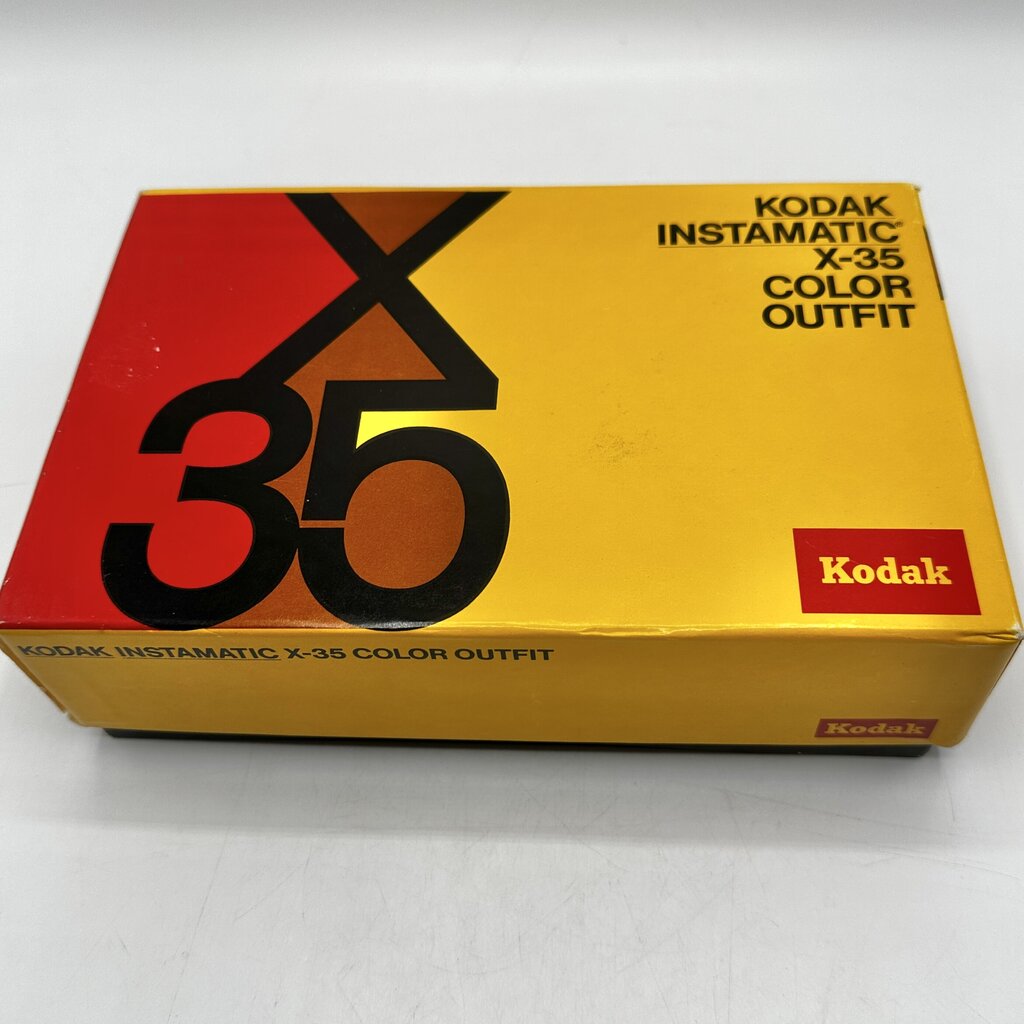 X
35
KODAK
INSTAMATIC®
X-35
COLOR
OUTFIT
Kodak
KODAK INSTAMATIC X-35 COLOR OUTFIT
Kodak